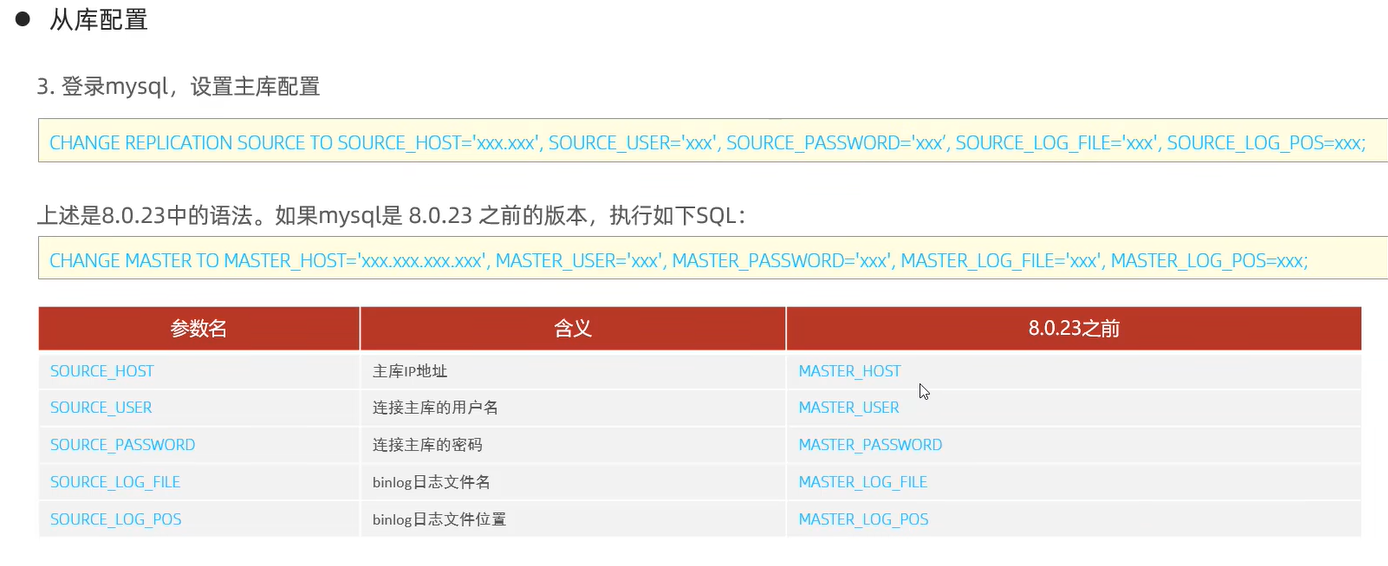 ● 从库配置
3. 登录mysql，设置主库配置
CHANGE REPLICATION SOURCE TO SOURCE_HOST='xxx.xxx', SOURCE_USER='xxx', SOURCE_PASSWORD='xxx’, SOURCE_LOG_FILE='xxx', SOURCE_LOG_POS=xxx;
上述是8.0.23中的语法。如果mysql是 8.0.23 之前的版本，执行如下SQL：
CHANGE MASTER TO MASTER_HOST='xxx.xxx.xxx.xxx', MASTER_USER='xxx', MASTER_PASSWORD='xxx', MASTER_LOG_FILE='xxx', MASTER_LOG_POS=xxx;
参数名 含义 8.0.23之前
SOURCE_HOST 主库IP地址 MASTER_HOST
SOURCE_USER 连接主库的用户名 MASTER_USER
SOURCE_PASSWORD 连接主库的密码 MASTER_PASSWORD
SOURCE_LOG_FILE binlog日志文件名 MASTER_LOG_FILE
SOURCE_LOG_POS binlog日志文件位置 MASTER_LOG_POS